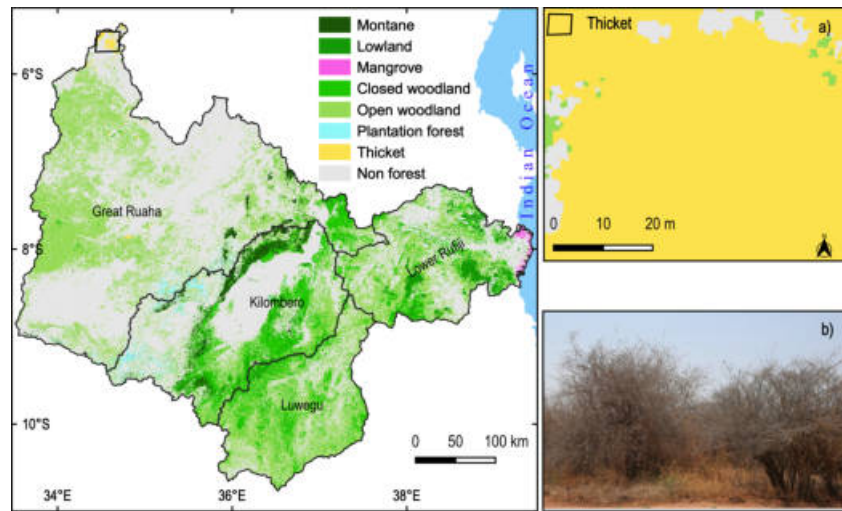 Montane
Lowland
Mangrove
Closed woodland
Open woodland
Plantation forest
Thicket
Non forest
Indian Ocean
6°S
8°S
10°S
34°E
36°E
38°E
Great Ruaha
Kilombero
Lower Rufiji
Luwegu
0 50 100 km
a)
Thicket
0 10 20 m
b)